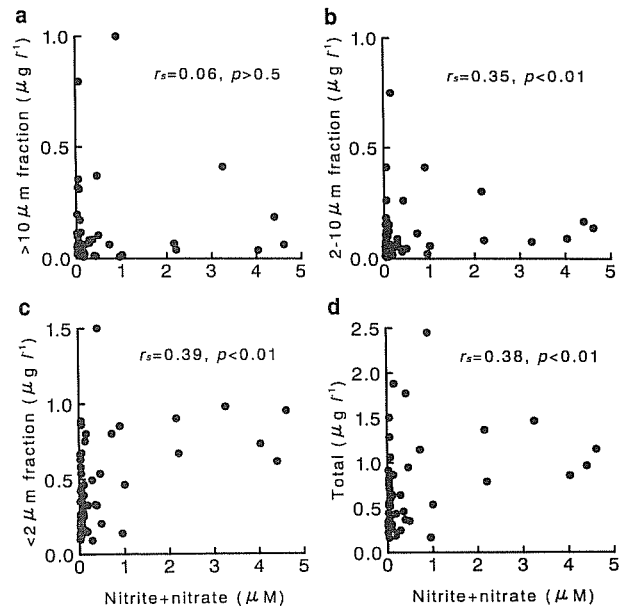 a
>10 μm fraction (μg l⁻¹)
1.0
0.5
0.0
rs=0.06, p>0.5
0 1 2 3 4 5
b
2-10 μm fraction (μg l⁻¹)
1.0
0.5
0.0
rs=0.35, p<0.01
0 1 2 3 4 5
c
<2 μm fraction (μg l⁻¹)
1.5
1.0
0.5
0.0
rs=0.39, p<0.01
0 1 2 3 4 5
Nitrite+nitrate (μM)
d
Total (μg l⁻¹)
2.5
2.0
1.5
1.0
0.5
0.0
rs=0.38, p<0.01
0 1 2 3 4 5
Nitrite+nitrate (μM)